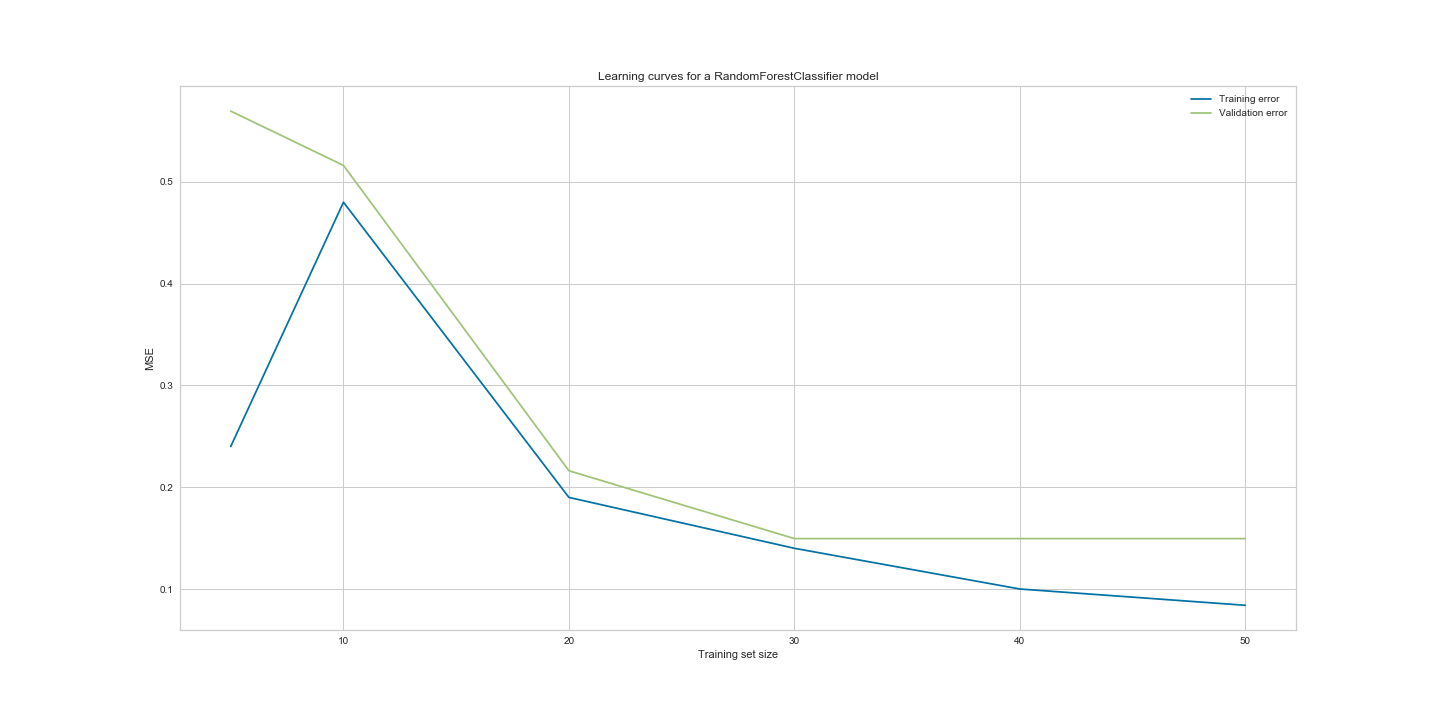 Learning curves for a RandomForestClassifier model
Training error
Validation error
0.5
0.4
0.3
0.2
0.1
MSE
10 20 30 40 50
Training set size